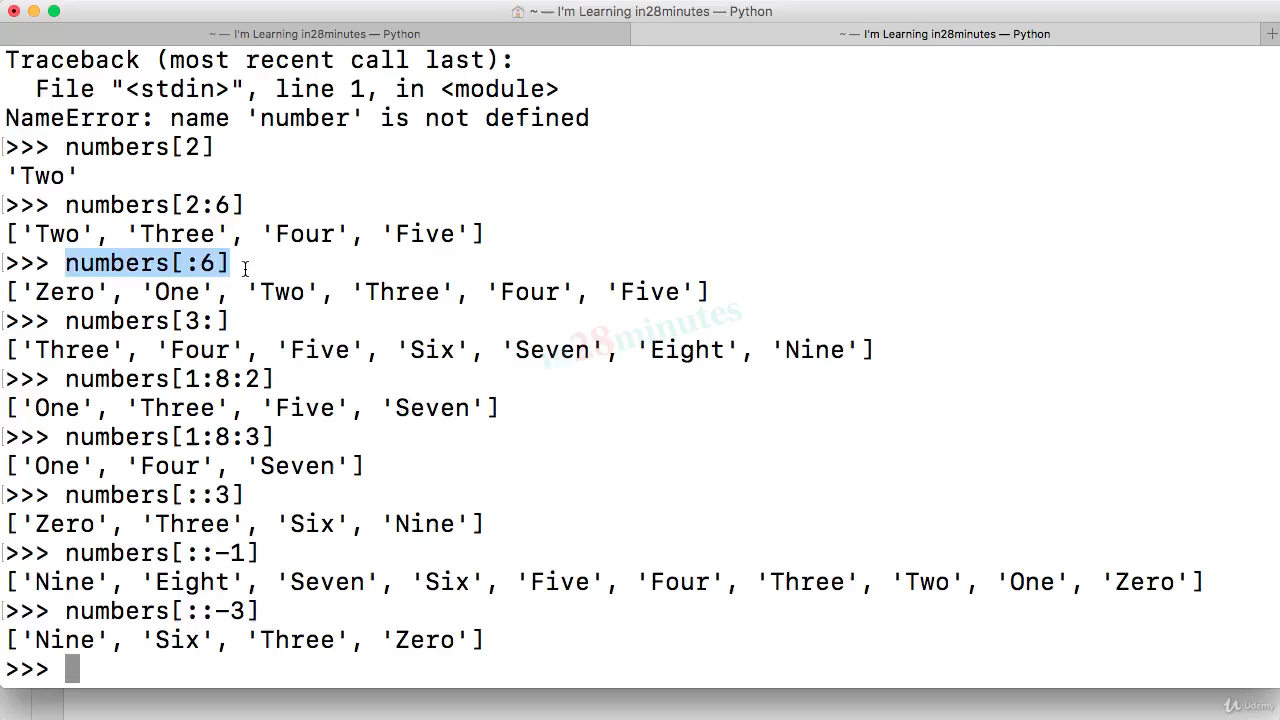 ~ — I'm Learning in28minutes — Python
~ — I'm Learning in28minutes — Python
~ — I'm Learning in28minutes — Python
Traceback (most recent call last):
  File "<stdin>", line 1, in <module>
NameError: name 'number' is not defined
>>> numbers[2]
'Two'
>>> numbers[2:6]
['Two', 'Three', 'Four', 'Five']
>>> numbers[:6]
['Zero', 'One', 'Two', 'Three', 'Four', 'Five']
>>> numbers[3:]
['Three', 'Four', 'Five', 'Six', 'Seven', 'Eight', 'Nine']
in28minutes
>>> numbers[1:8:2]
['One', 'Three', 'Five', 'Seven']
>>> numbers[1:8:3]
['One', 'Four', 'Seven']
>>> numbers[::3]
['Zero', 'Three', 'Six', 'Nine']
>>> numbers[::-1]
['Nine', 'Eight', 'Seven', 'Six', 'Five', 'Four', 'Three', 'Two', 'One', 'Zero']
>>> numbers[::-3]
['Nine', 'Six', 'Three', 'Zero']
>>>
Udemy